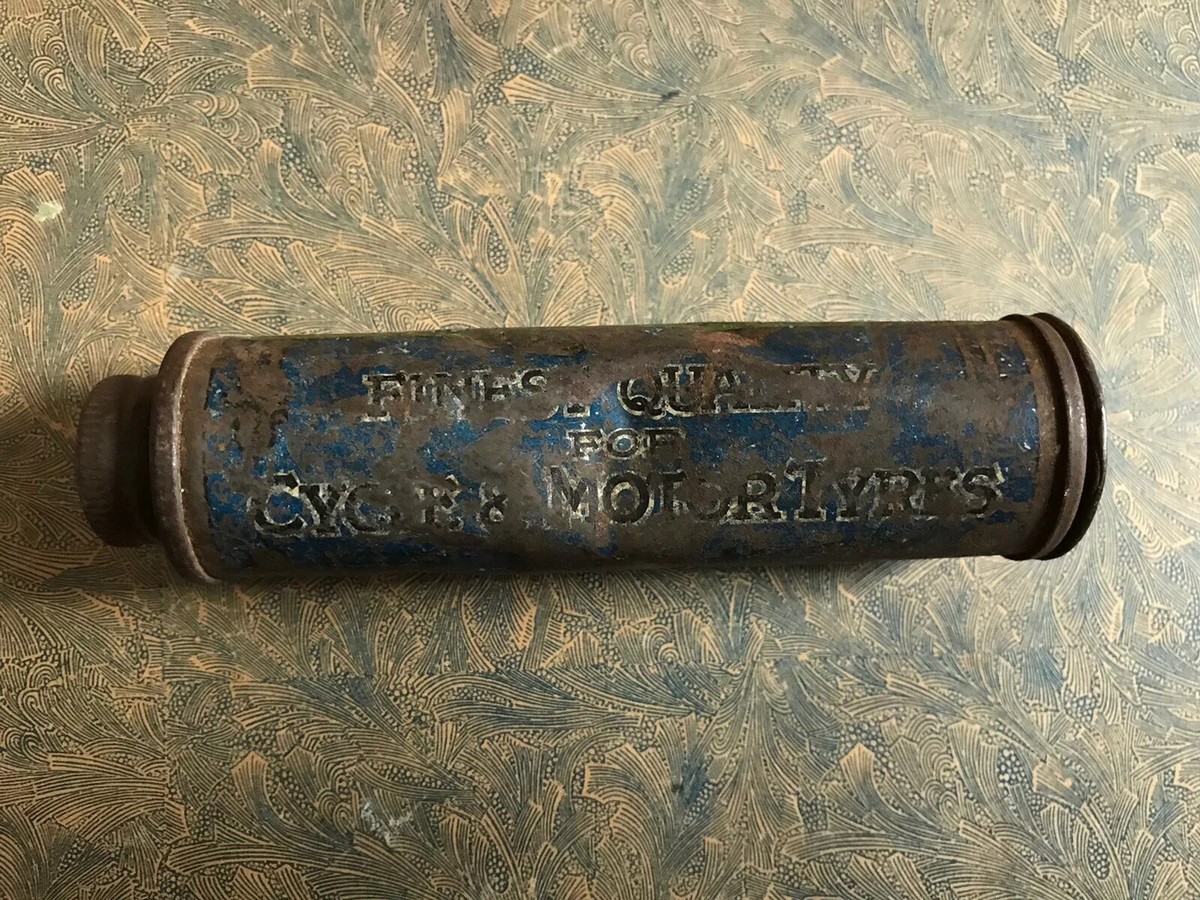 FINEST QUALITY
FOR
CYCLE & MOTOR TYRES